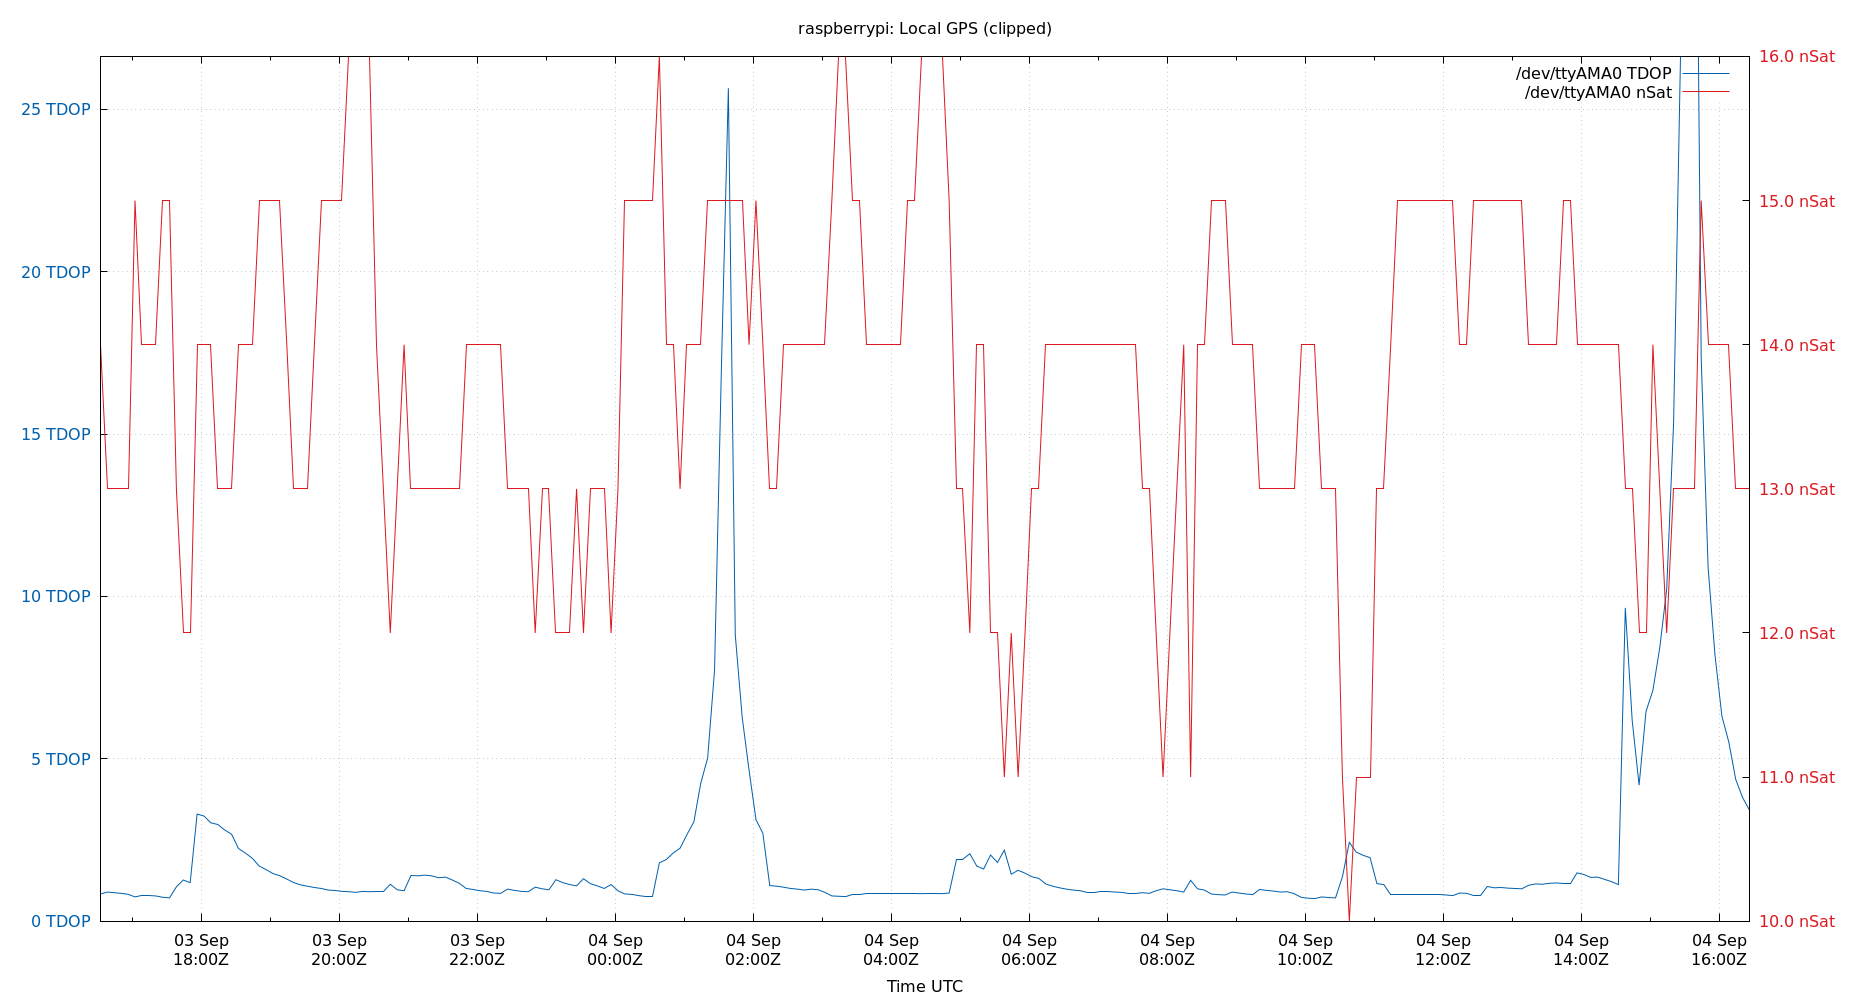 raspberrypi: Local GPS (clipped)
/dev/ttyAMA0 TDOP
/dev/ttyAMA0 nSat
25 TDOP
20 TDOP
15 TDOP
10 TDOP
5 TDOP
0 TDOP
16.0 nSat
15.0 nSat
14.0 nSat
13.0 nSat
12.0 nSat
11.0 nSat
10.0 nSat
03 Sep
18:00Z
03 Sep
20:00Z
03 Sep
22:00Z
04 Sep
00:00Z
04 Sep
02:00Z
04 Sep
04:00Z
04 Sep
06:00Z
04 Sep
08:00Z
04 Sep
10:00Z
04 Sep
12:00Z
04 Sep
14:00Z
04 Sep
16:00Z
Time UTC